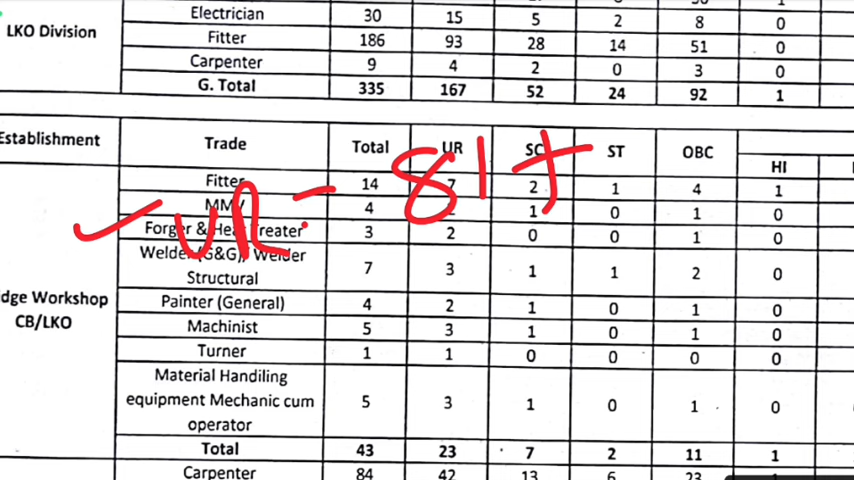 Electrician 30 15 5 2 8 0
LKO Division
Fitter 186 93 28 14 51 0
Carpenter 9 4 2 0 3 0
G. Total 335 167 52 24 92 1
Establishment Trade Total UR SC ST OBC
HI
Fitter 14 7 2 1 4 1
MMV 4 1 0 1 0
UR - 81+
Forger & Heat Treater 3 2 0 0 1 0
Welder (G&G), Welder
Structural 7 3 1 1 2 0
Workshop
CB/LKO
Painter (General) 4 2 1 0 1 0
Machinist 5 3 1 0 1 0
Turner 1 1 0 0 0 0
Material Handiling
equipment Mechanic cum 5 3 1 0 1 0
operator
Total 43 23 7 2 11 1
Carpenter 84 42 13 6 23